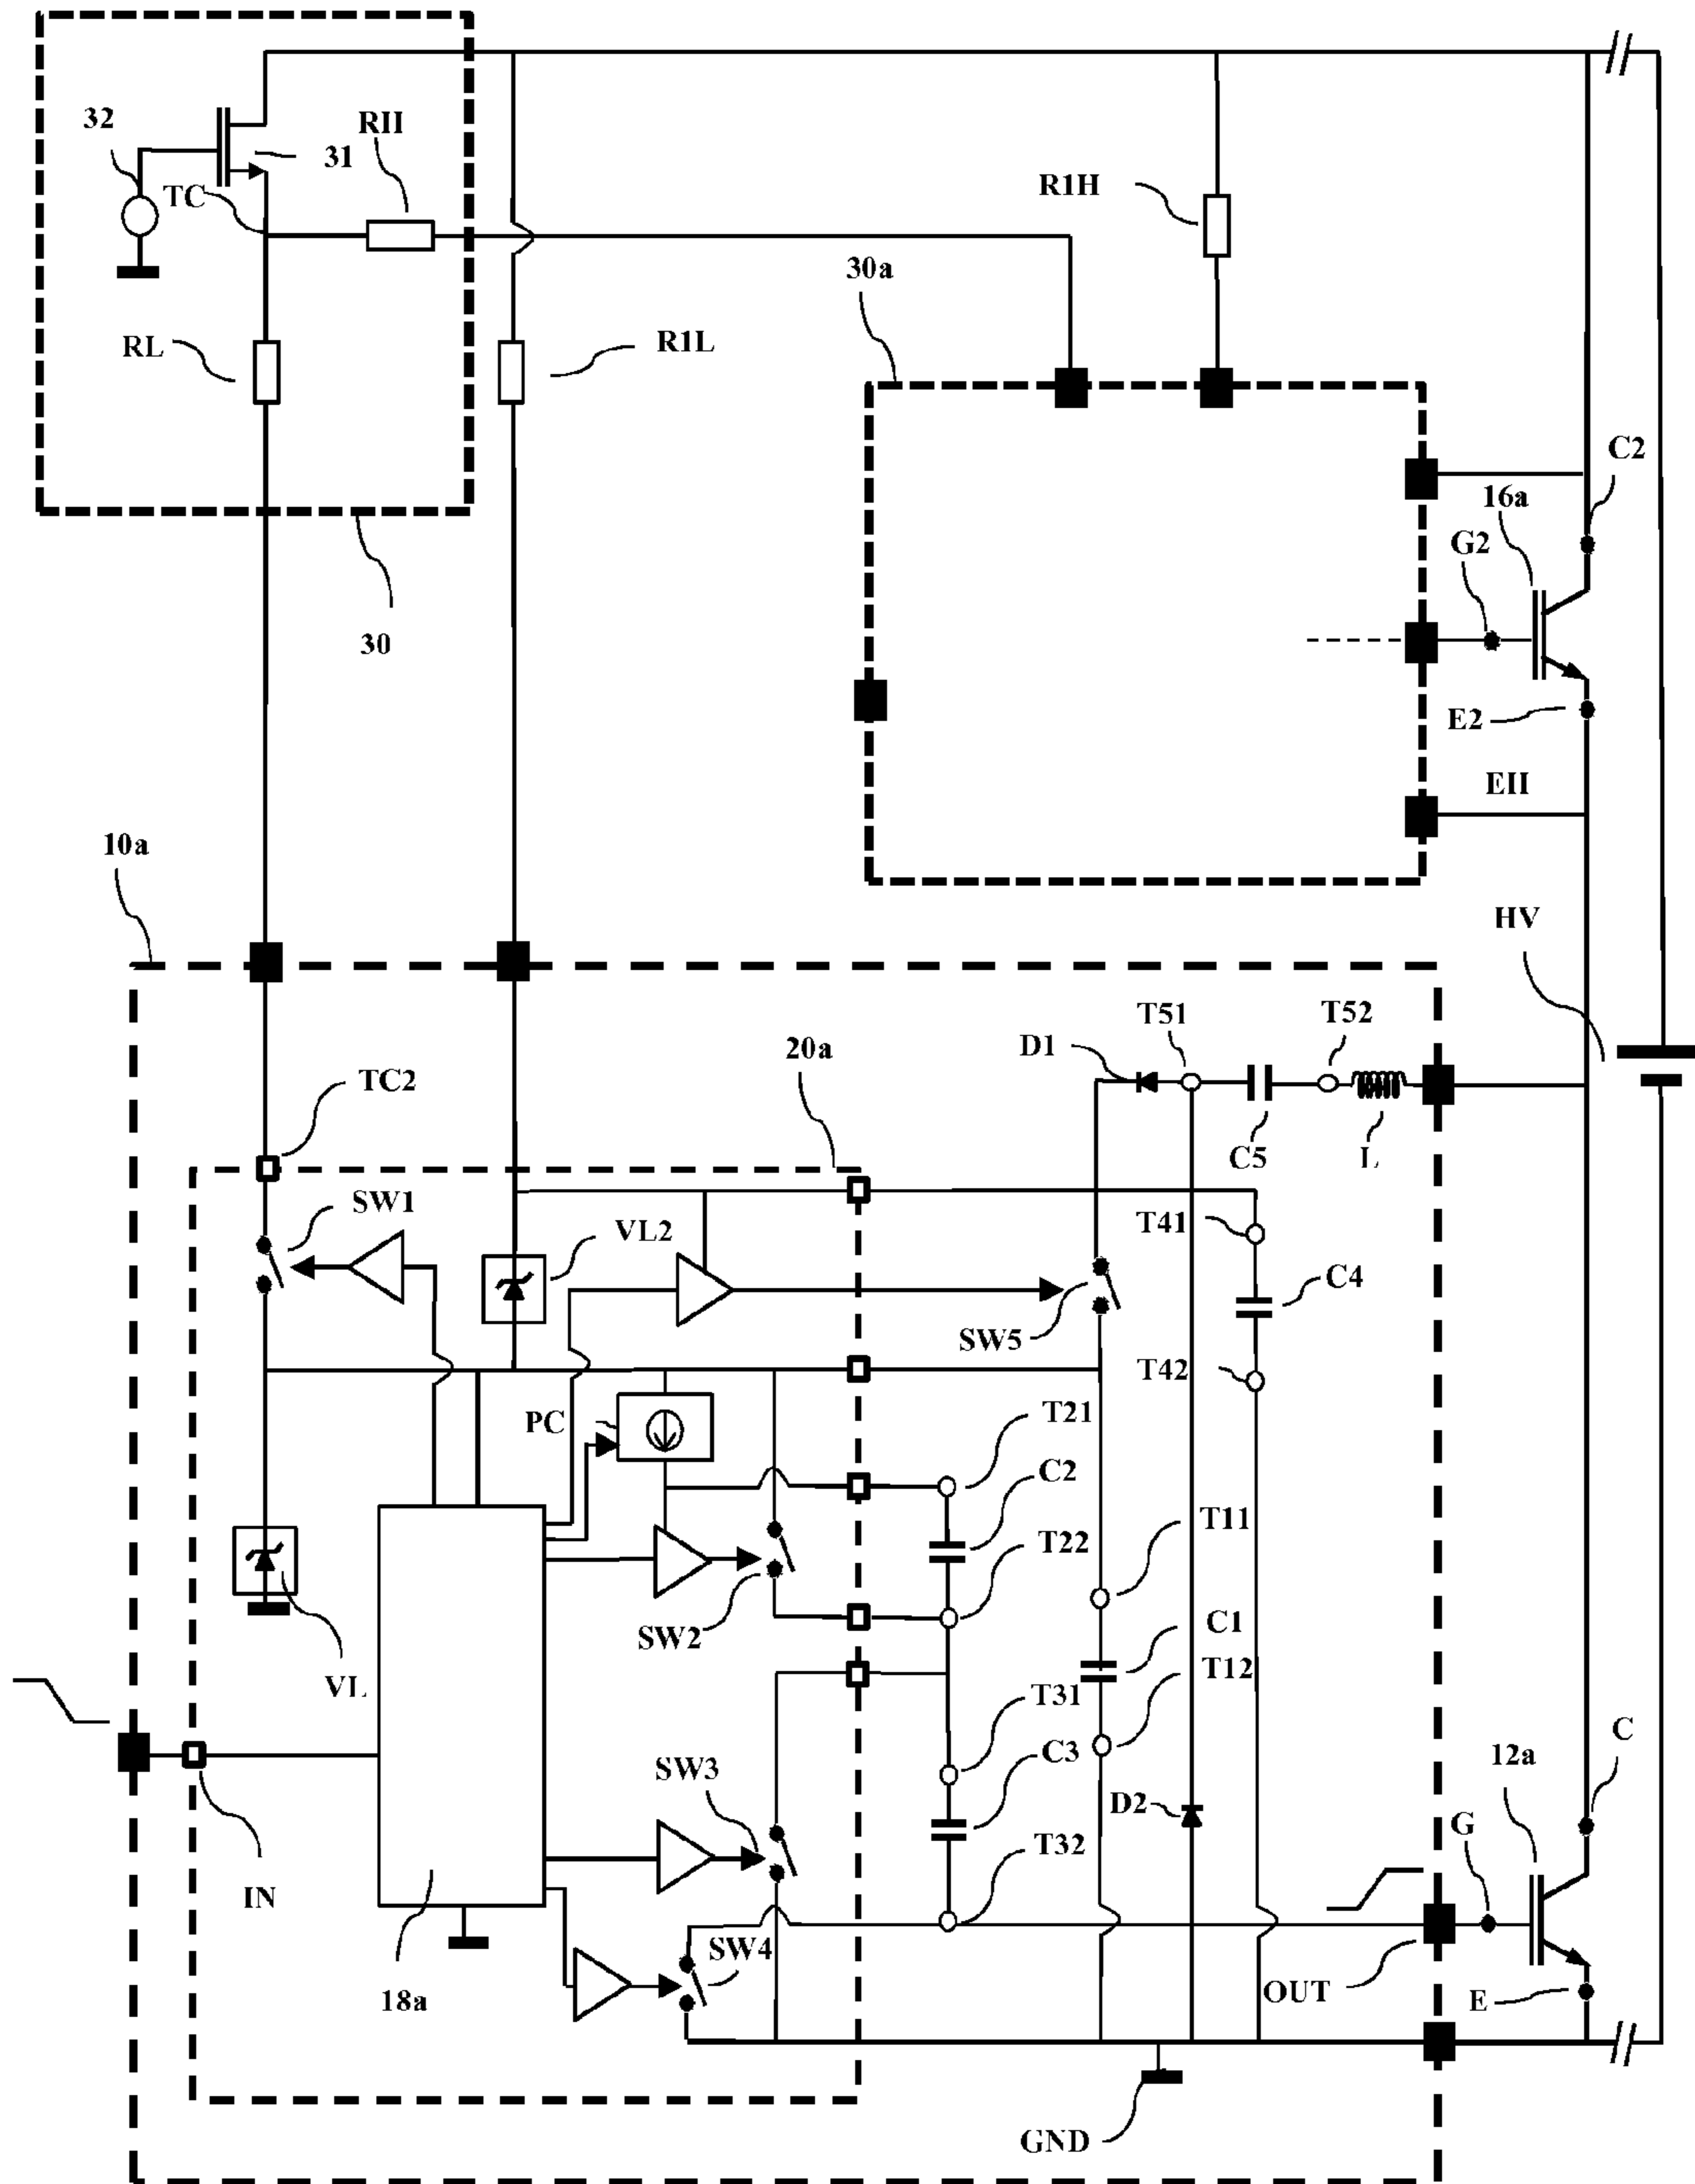 32
RH
31
TC
R1H
30a
RL
R1L
C2
16a
G2
30
E2
EH
10a
HV
T51
T52
D1
20a
TC2
C5
L
SW1
VL2
T41
C4
SW5
T42
PC
T21
C2
T11
T22
C1
SW2
T12
VL
T31
C
C3
12a
SW3
D2
G
T32
IN
SW4
18a
OUT
E
GND